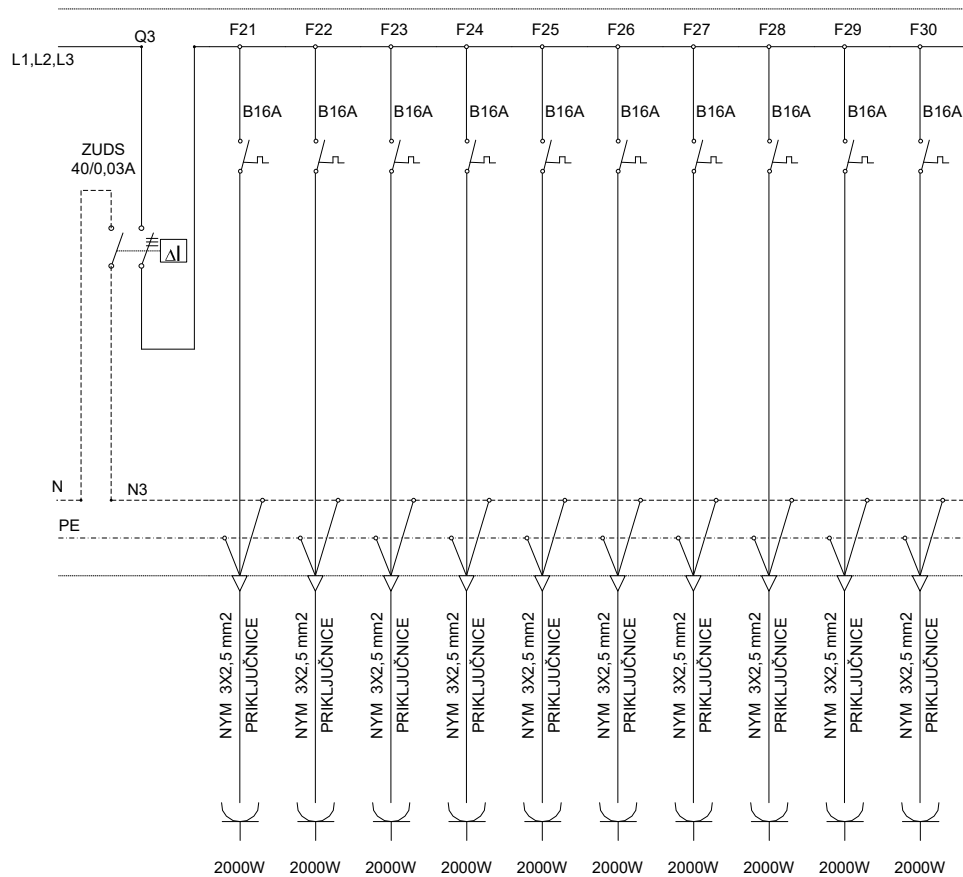 Q3
F21 F22 F23 F24 F25 F26 F27 F28 F29 F30
L1,L2,L3
B16A B16A B16A B16A B16A B16A B16A B16A B16A B16A
ZUDS
40/0,03A
ΔI
N
N3
PE
NYM 3X2,5 mm2
PRIKLJUČNICE
NYM 3X2,5 mm2
PRIKLJUČNICE
NYM 3X2,5 mm2
PRIKLJUČNICE
NYM 3X2,5 mm2
PRIKLJUČNICE
NYM 3X2,5 mm2
PRIKLJUČNICE
NYM 3X2,5 mm2
PRIKLJUČNICE
NYM 3X2,5 mm2
PRIKLJUČNICE
NYM 3X2,5 mm2
PRIKLJUČNICE
NYM 3X2,5 mm2
PRIKLJUČNICE
NYM 3X2,5 mm2
PRIKLJUČNICE
2000W 2000W 2000W 2000W 2000W 2000W 2000W 2000W 2000W 2000W